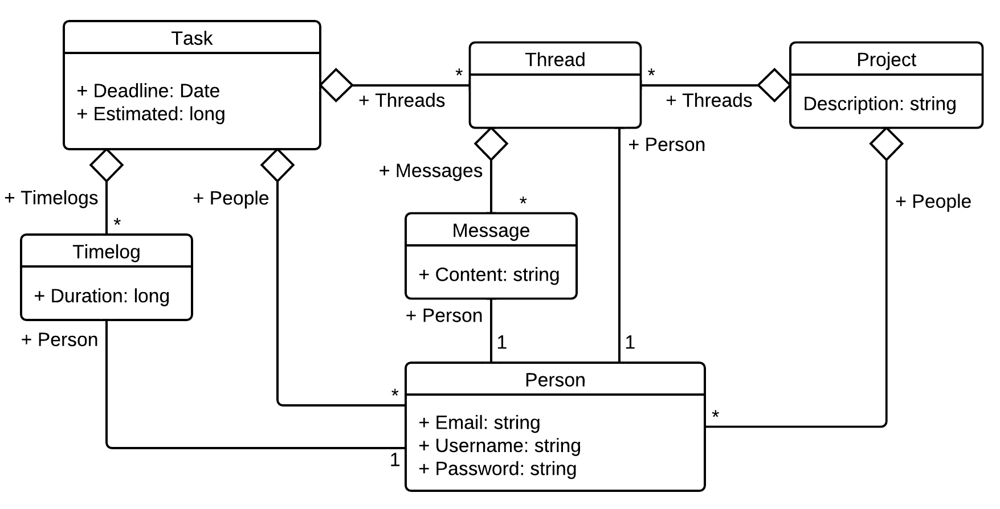 Task
+ Deadline: Date
+ Estimated: long
*
+ Threads
Thread
*
+ Threads
Project
Description: string
+ Timelogs
*
+ People
+ Messages
*
+ Person
+ People
Timelog
+ Duration: long
+ Person
Message
+ Content: string
+ Person
1
1
*
1
Person
+ Email: string
+ Username: string
+ Password: string
*